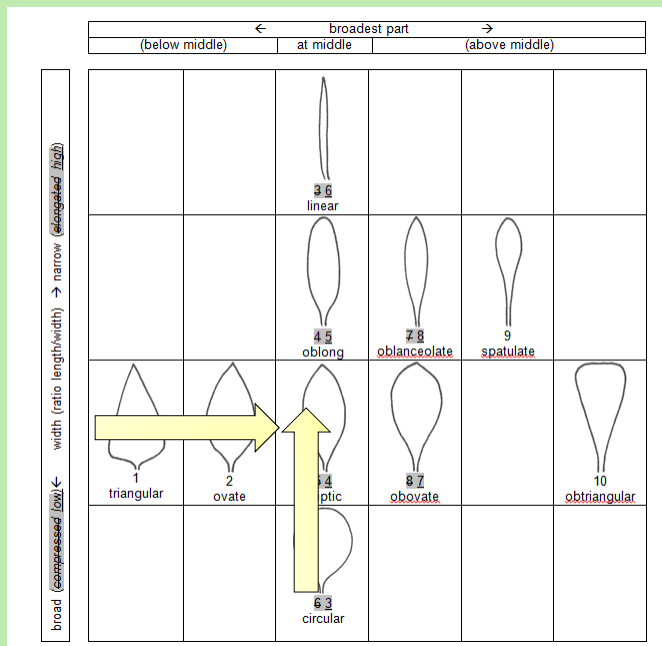 ← broadest part →
(below middle) at middle (above middle)
broad (compressed low) ← width (ratio length/width) → narrow (elongated high)
3 6
linear
4 5
oblong
7 8
oblanceolate
9
spatulate
1
triangular
2
ovate
4
iptic
8 7
obovate
10
obtriangular
6 3
circular